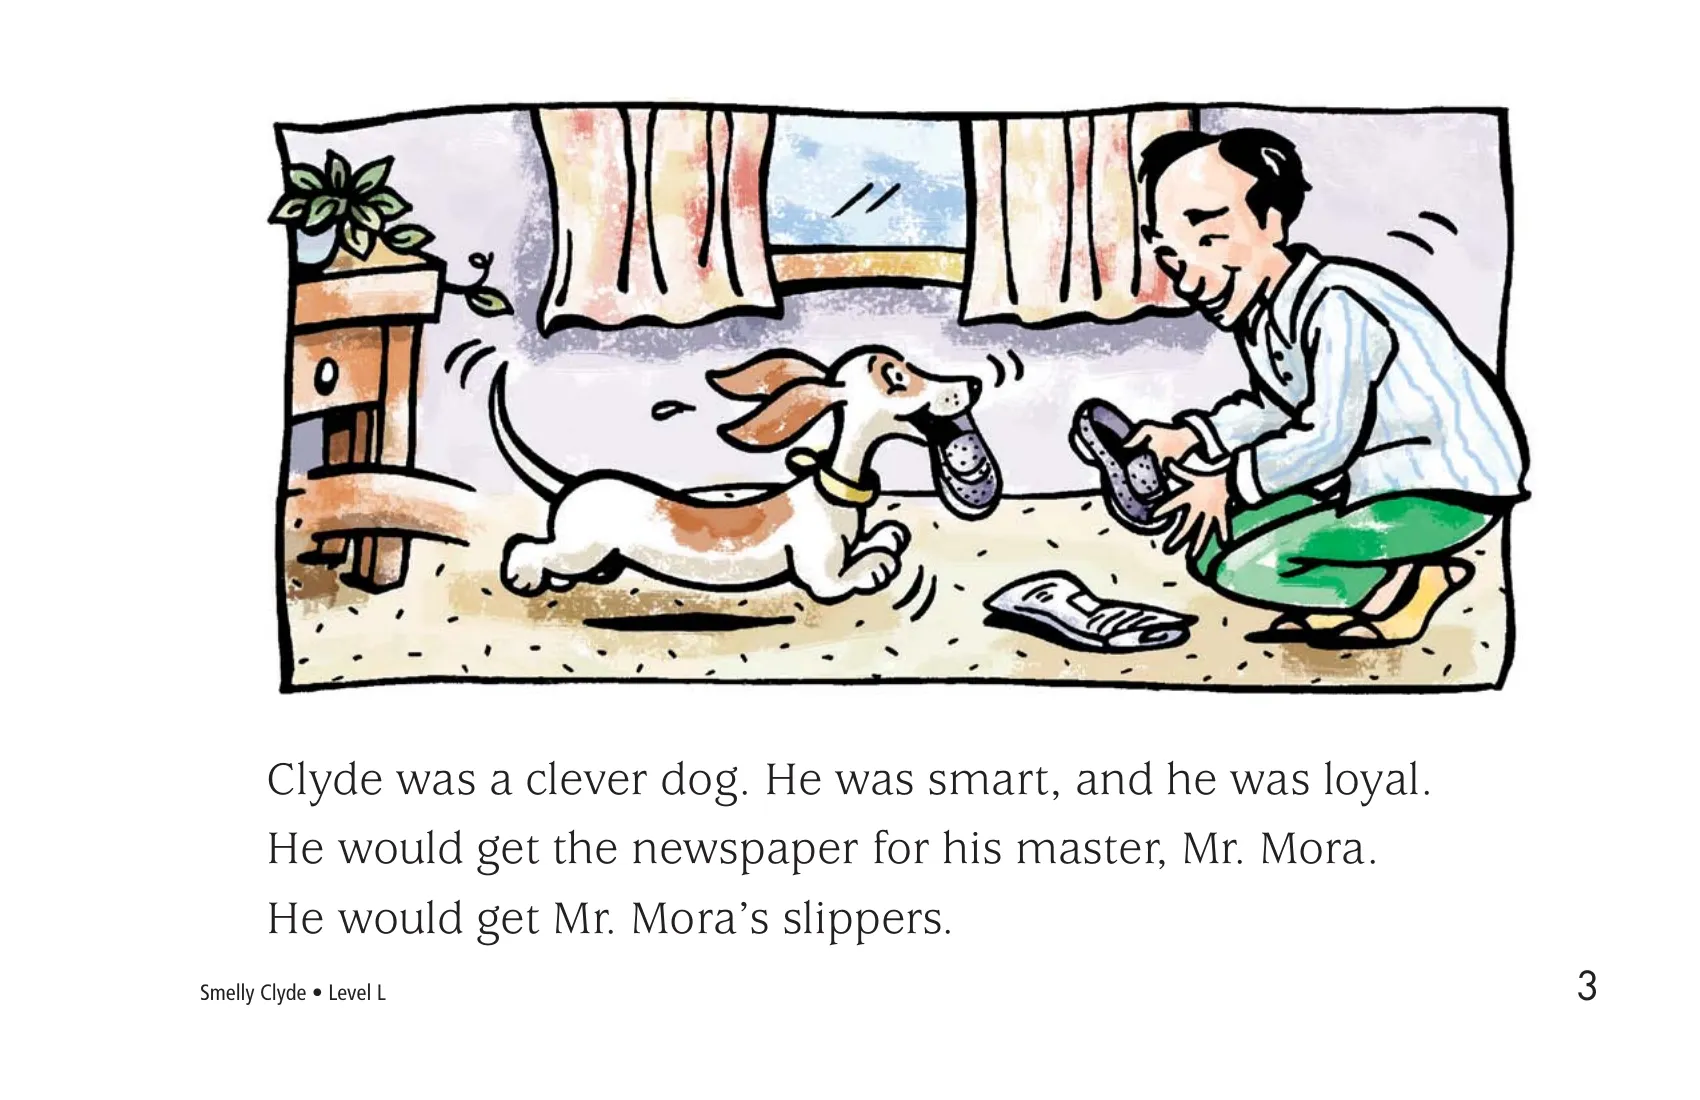 Clyde was a clever dog. He was smart, and he was loyal.
He would get the newspaper for his master, Mr. Mora.
He would get Mr. Mora’s slippers.
Smelly Clyde • Level L
3